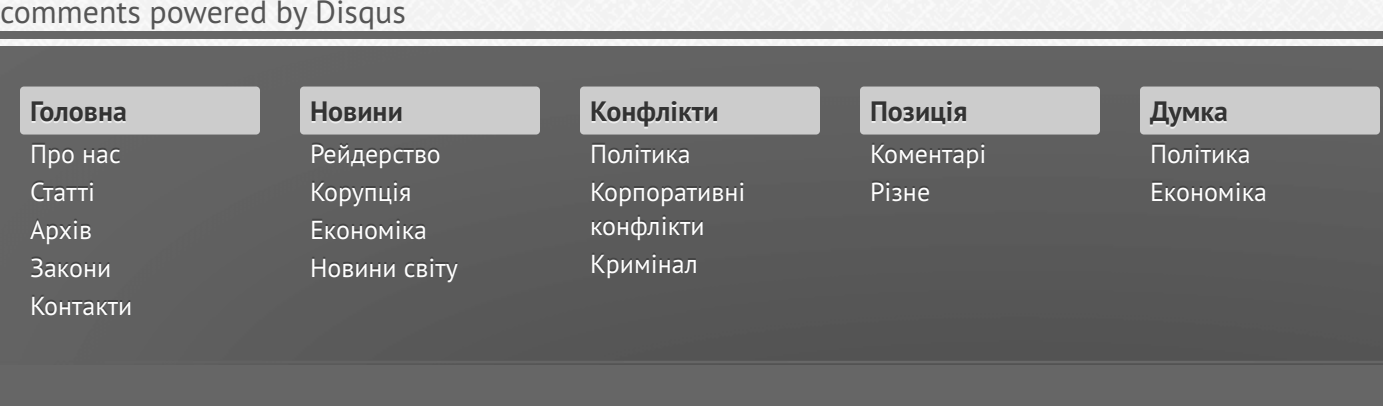 comments powered by Disqus
Головна
Про нас
Статті
Архів
Закони
Контакти
Новини
Рейдерство
Корупція
Економіка
Новини світу
Конфлікти
Політика
Корпоративні
конфлікти
Кримінал
Позиція
Коментарі
Різне
Думка
Політика
Економіка